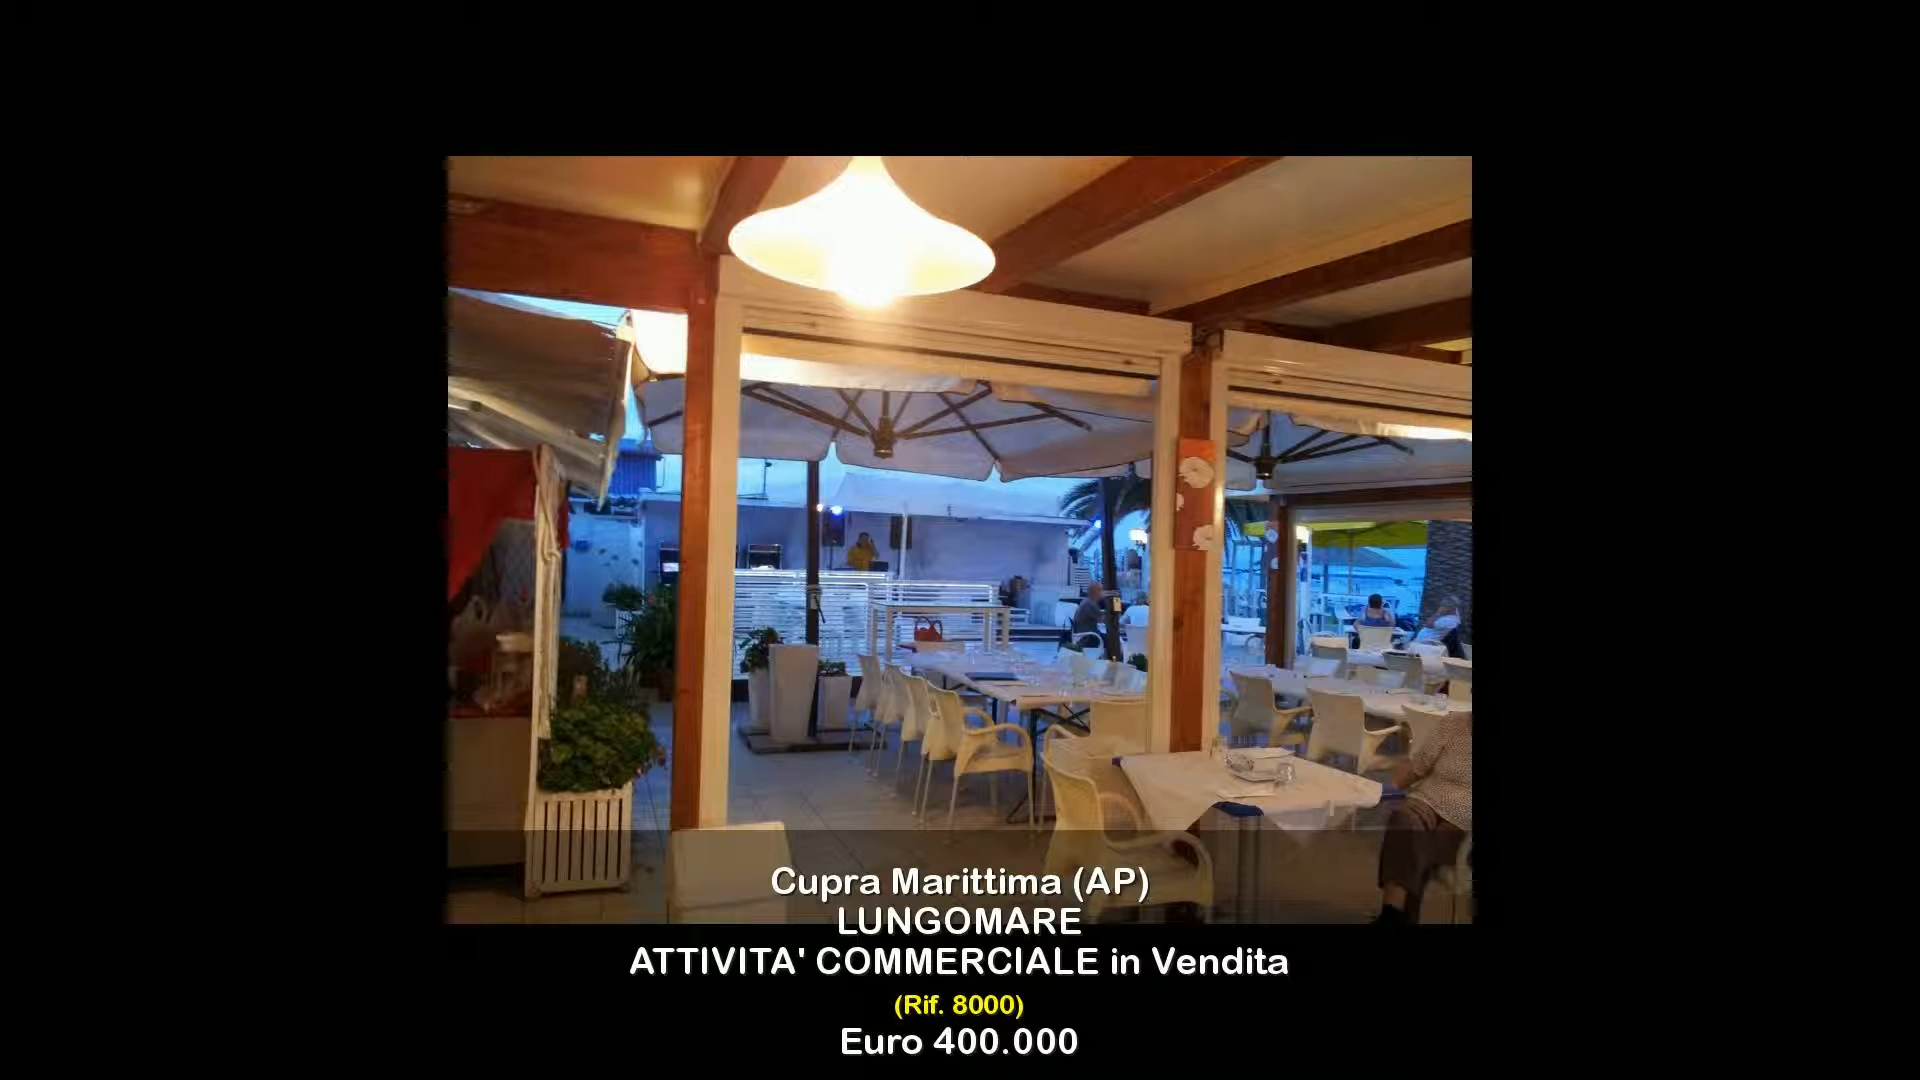 Cupra Marittima (AP)
LUNGOMARE
ATTIVITA' COMMERCIALE in Vendita
(Rif. 8000)
Euro 400.000